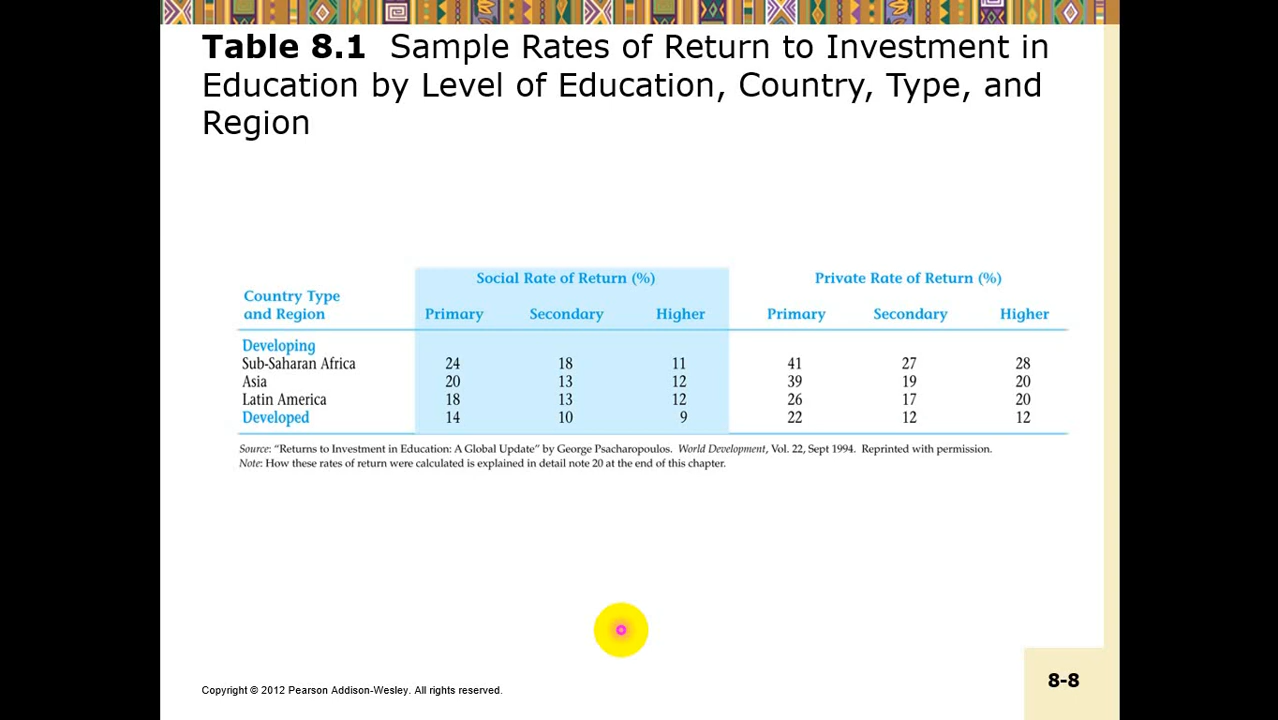 Table 8.1 Sample Rates of Return to Investment in
Education by Level of Education, Country, Type, and
Region
Social Rate of Return (%) Private Rate of Return (%)
Country Type
and Region Primary Secondary Higher Primary Secondary Higher
Developing
Sub-Saharan Africa 24 18 11 41 27 28
Asia 20 13 12 39 19 20
Latin America 18 13 12 26 17 20
Developed 14 10 9 22 12 12
Source: “Returns to Investment in Education: A Global Update” by George Psacharopoulos. World Development, Vol. 22, Sept 1994. Reprinted with permission.
Note: How these rates of return were calculated is explained in detail note 20 at the end of this chapter.
Copyright © 2012 Pearson Addison-Wesley. All rights reserved.
8-8